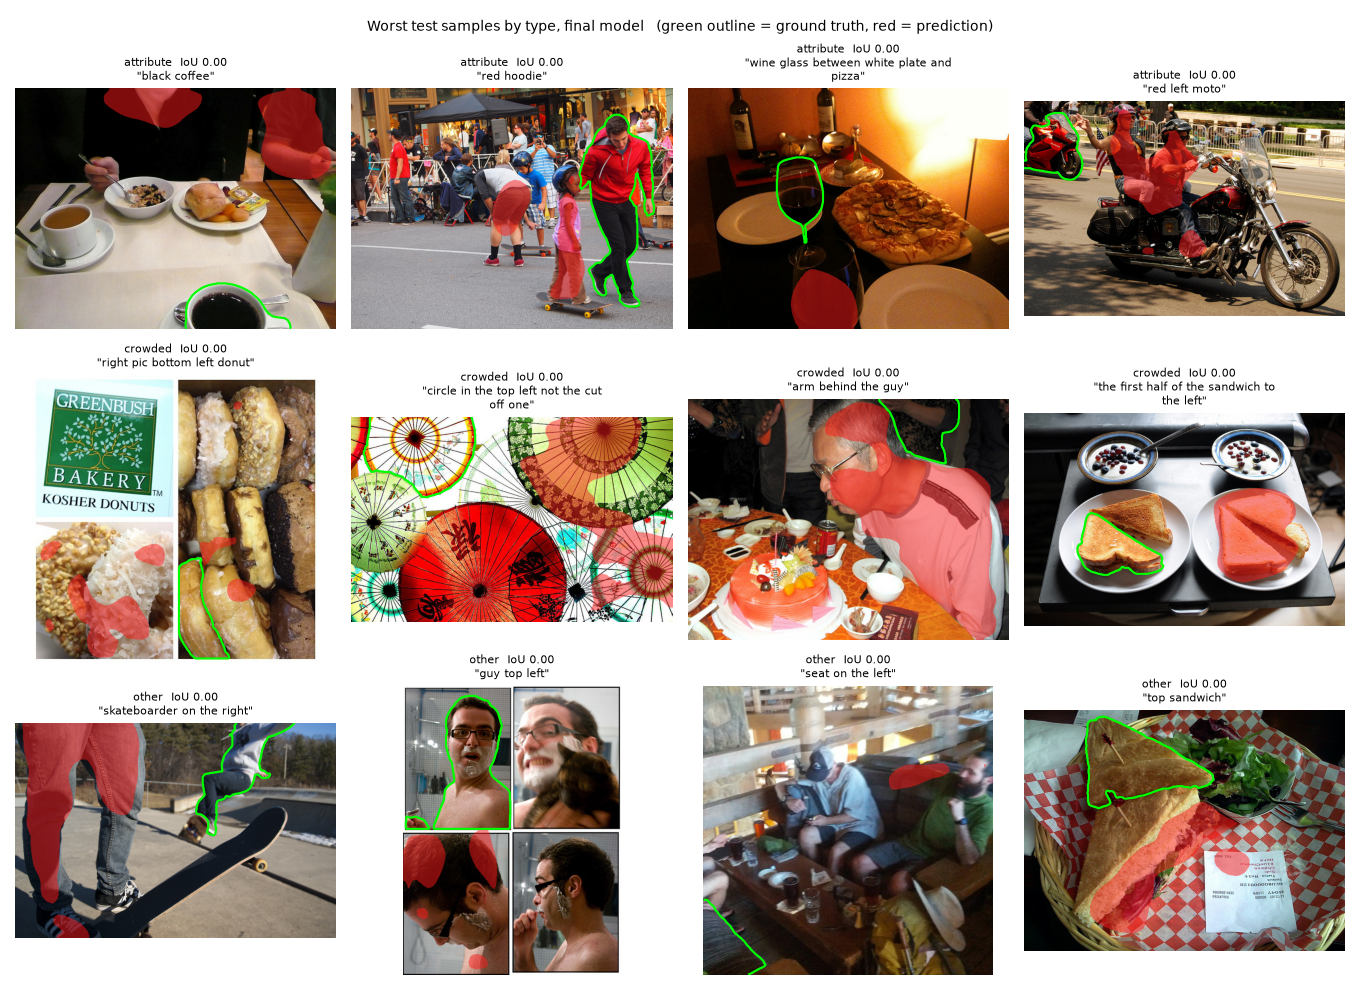 Worst test samples by type, final model   (green outline = ground truth, red = prediction)
attribute  IoU 0.00
"black coffee"
attribute  IoU 0.00
"red hoodie"
attribute  IoU 0.00
"wine glass between white plate and
pizza"
attribute  IoU 0.00
"red left moto"
crowded  IoU 0.00
"right pic bottom left donut"
GREENBUSH
BAKERY
TM
KOSHER DONUTS
crowded  IoU 0.00
"circle in the top left not the cut
off one"
crowded  IoU 0.00
"arm behind the guy"
crowded  IoU 0.00
"the first half of the sandwich to
the left"
other  IoU 0.00
"skateboarder on the right"
other  IoU 0.00
"guy top left"
other  IoU 0.00
"seat on the left"
other  IoU 0.00
"top sandwich"